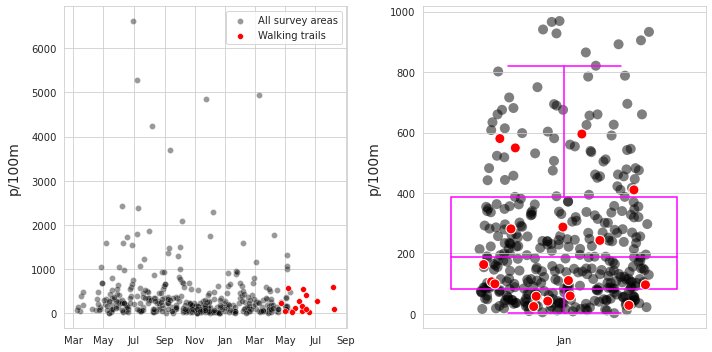 All survey areas
Walking trails
p/100m
6000
5000
4000
3000
2000
1000
0
Mar May Jul Sep Nov Jan Mar May Jul Sep
p/100m
1000
800
600
400
200
0
Jan